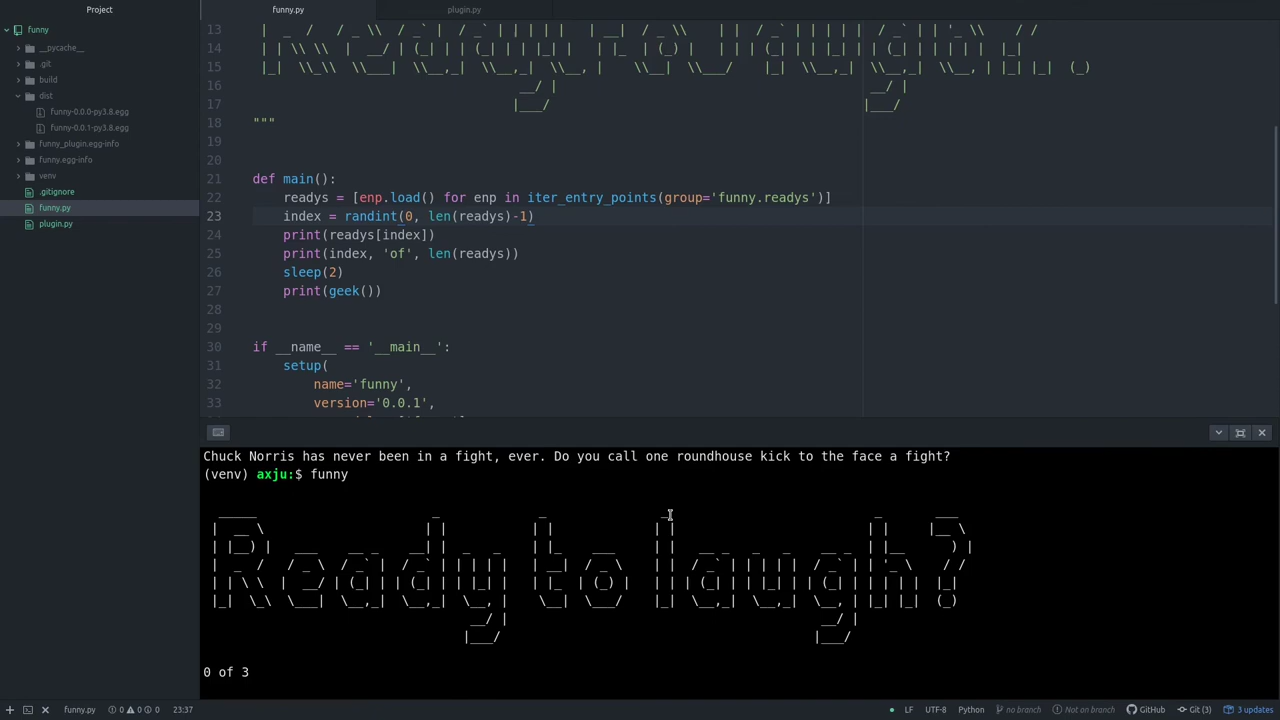 Project
funny.py
plugin.py
funny
__pycache__
.git
build
dist
funny-0.0.0-py3.8.egg
funny-0.0.1-py3.8.egg
funny_plugin.egg-info
funny.egg-info
venv
.gitignore
funny.py
plugin.py
13
14
15
16
17
18 """
19
20
21 def main():
22 readys = [enp.load() for enp in iter_entry_points(group='funny.readys')]
23 index = randint(0, len(readys)-1)
24 print(readys[index])
25 print(index, 'of', len(readys))
26 sleep(2)
27 print(geek())
28
29
30 if __name__ == '__main__':
31 setup(
32 name='funny',
33 version='0.0.1',
Chuck Norris has never been in a fight, ever. Do you call one roundhouse kick to the face a fight?
(venv) axju:$ funny
Ready to laugh?
0 of 3
funny.py 0 0 0 23:37 LF UTF-8 Python no branch Not on branch GitHub Git (3) 3 updates